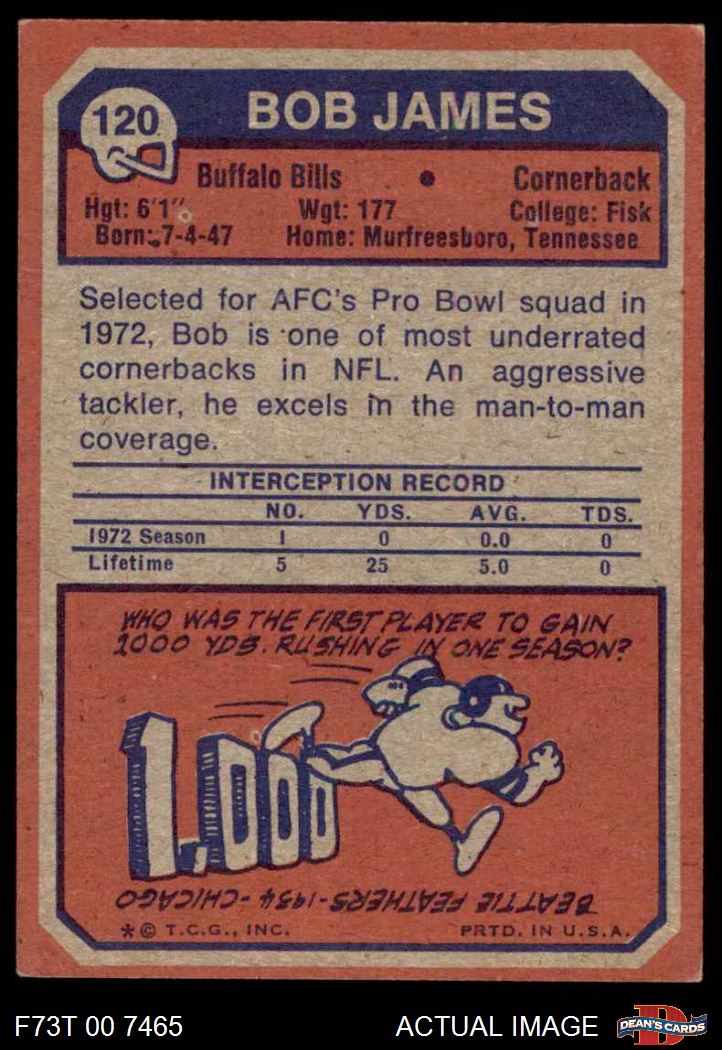 120
BOB JAMES
Buffalo Bills • Cornerback
Hgt: 6'1" Wgt: 177 College: Fisk
Born: 7-4-47 Home: Murfreesboro, Tennessee
Selected for AFC's Pro Bowl squad in
1972, Bob is one of most underrated
cornerbacks in NFL. An aggressive
tackler, he excels in the man-to-man
coverage.
INTERCEPTION RECORD
NO. YDS. AVG. TDS.
1972 Season 1 0 0.0 0
Lifetime 5 25 5.0 0
WHO WAS THE FIRST PLAYER TO GAIN
1000 YDS. RUSHING IN ONE SEASON?
1,000
BEATTIE FEATHERS-1934-CHICAGO
*© T.C.G., INC. PRTD. IN U.S.A.
F73T 00 7465 ACTUAL IMAGE
D
DEAN'S CARDS